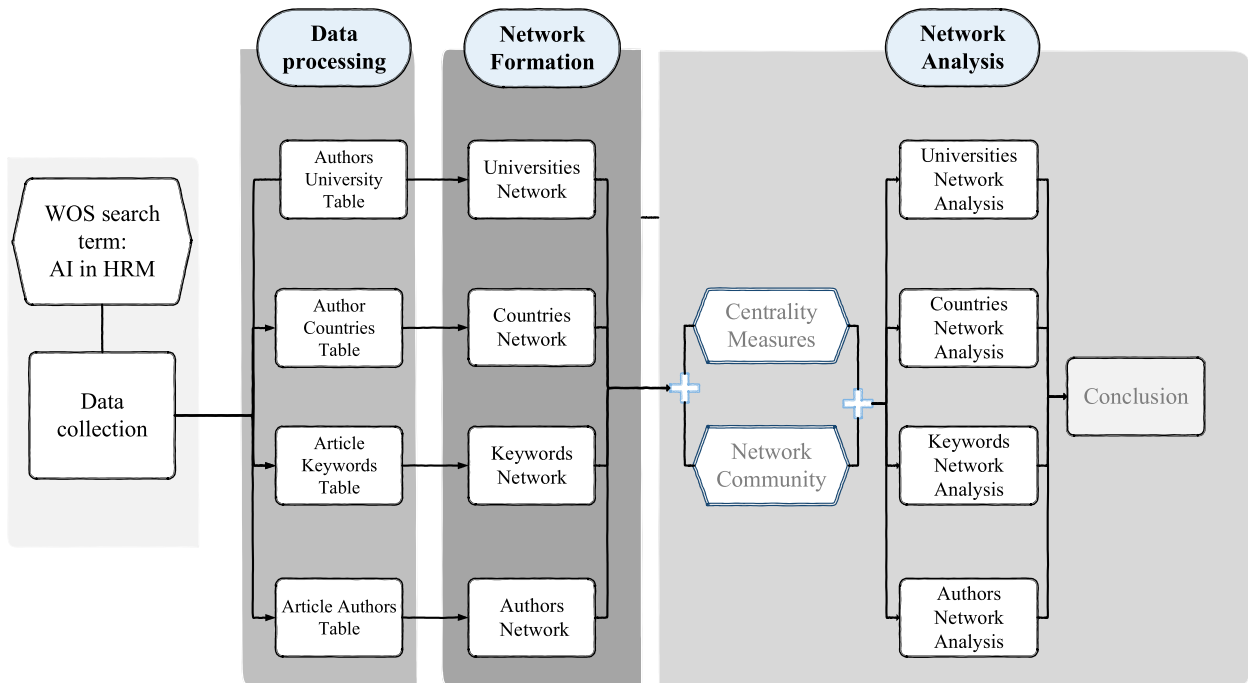 Data
processing
Network
Formation
Network
Analysis
WOS search
term:
AI in HRM
Data
collection
Authors
University
Table
Author
Countries
Table
Article
Keywords
Table
Article Authors
Table
Universities
Network
Countries
Network
Keywords
Network
Authors
Network
Centrality
Measures
Network
Community
Universities
Network
Analysis
Countries
Network
Analysis
Keywords
Network
Analysis
Authors
Network
Analysis
Conclusion